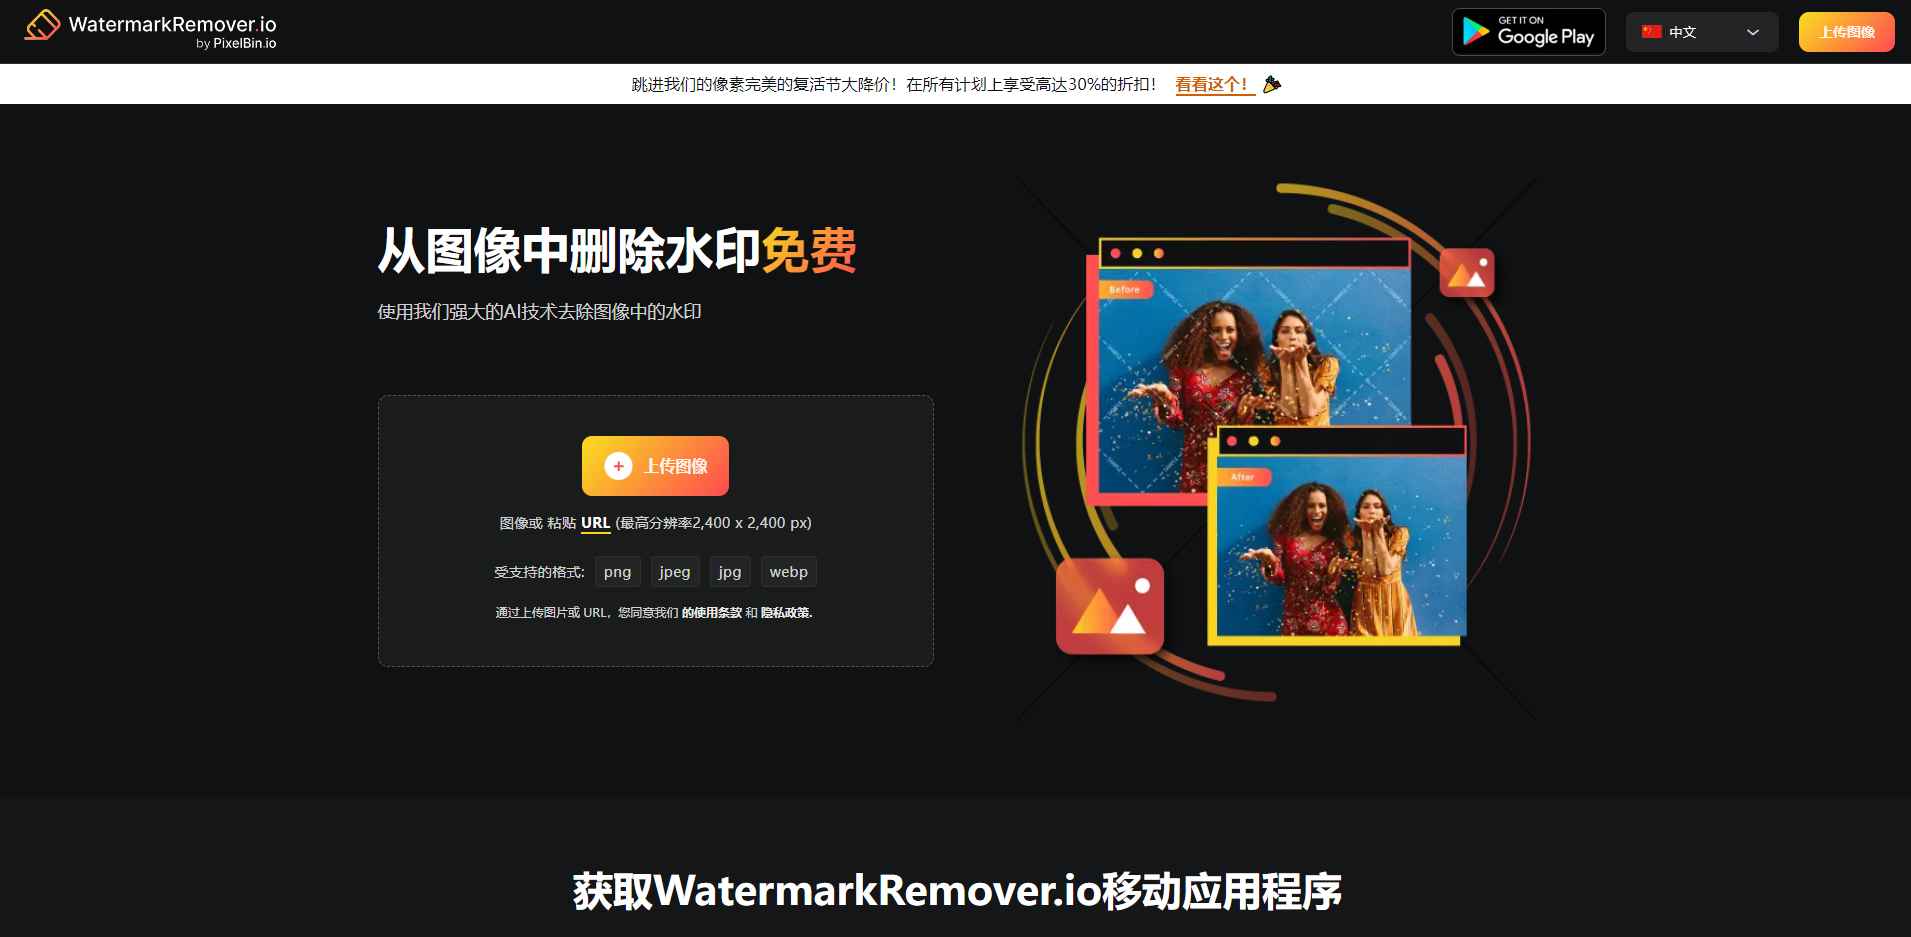 WatermarkRemover.io
by PixelBin.io
GET IT ON
Google Play
中文
上传图像
跳进我们的像素完美的复活节大降价！在所有计划上享受高达30%的折扣！ 看看这个！
从图像中删除水印免费
使用我们强大的AI技术去除图像中的水印
Before
After
上传图像
图像或 粘贴 URL (最高分辨率2,400 x 2,400 px)
受支持的格式: png jpeg jpg webp
通过上传图片或 URL，您同意我们 的使用条款 和 隐私政策.
获取WatermarkRemover.io移动应用程序